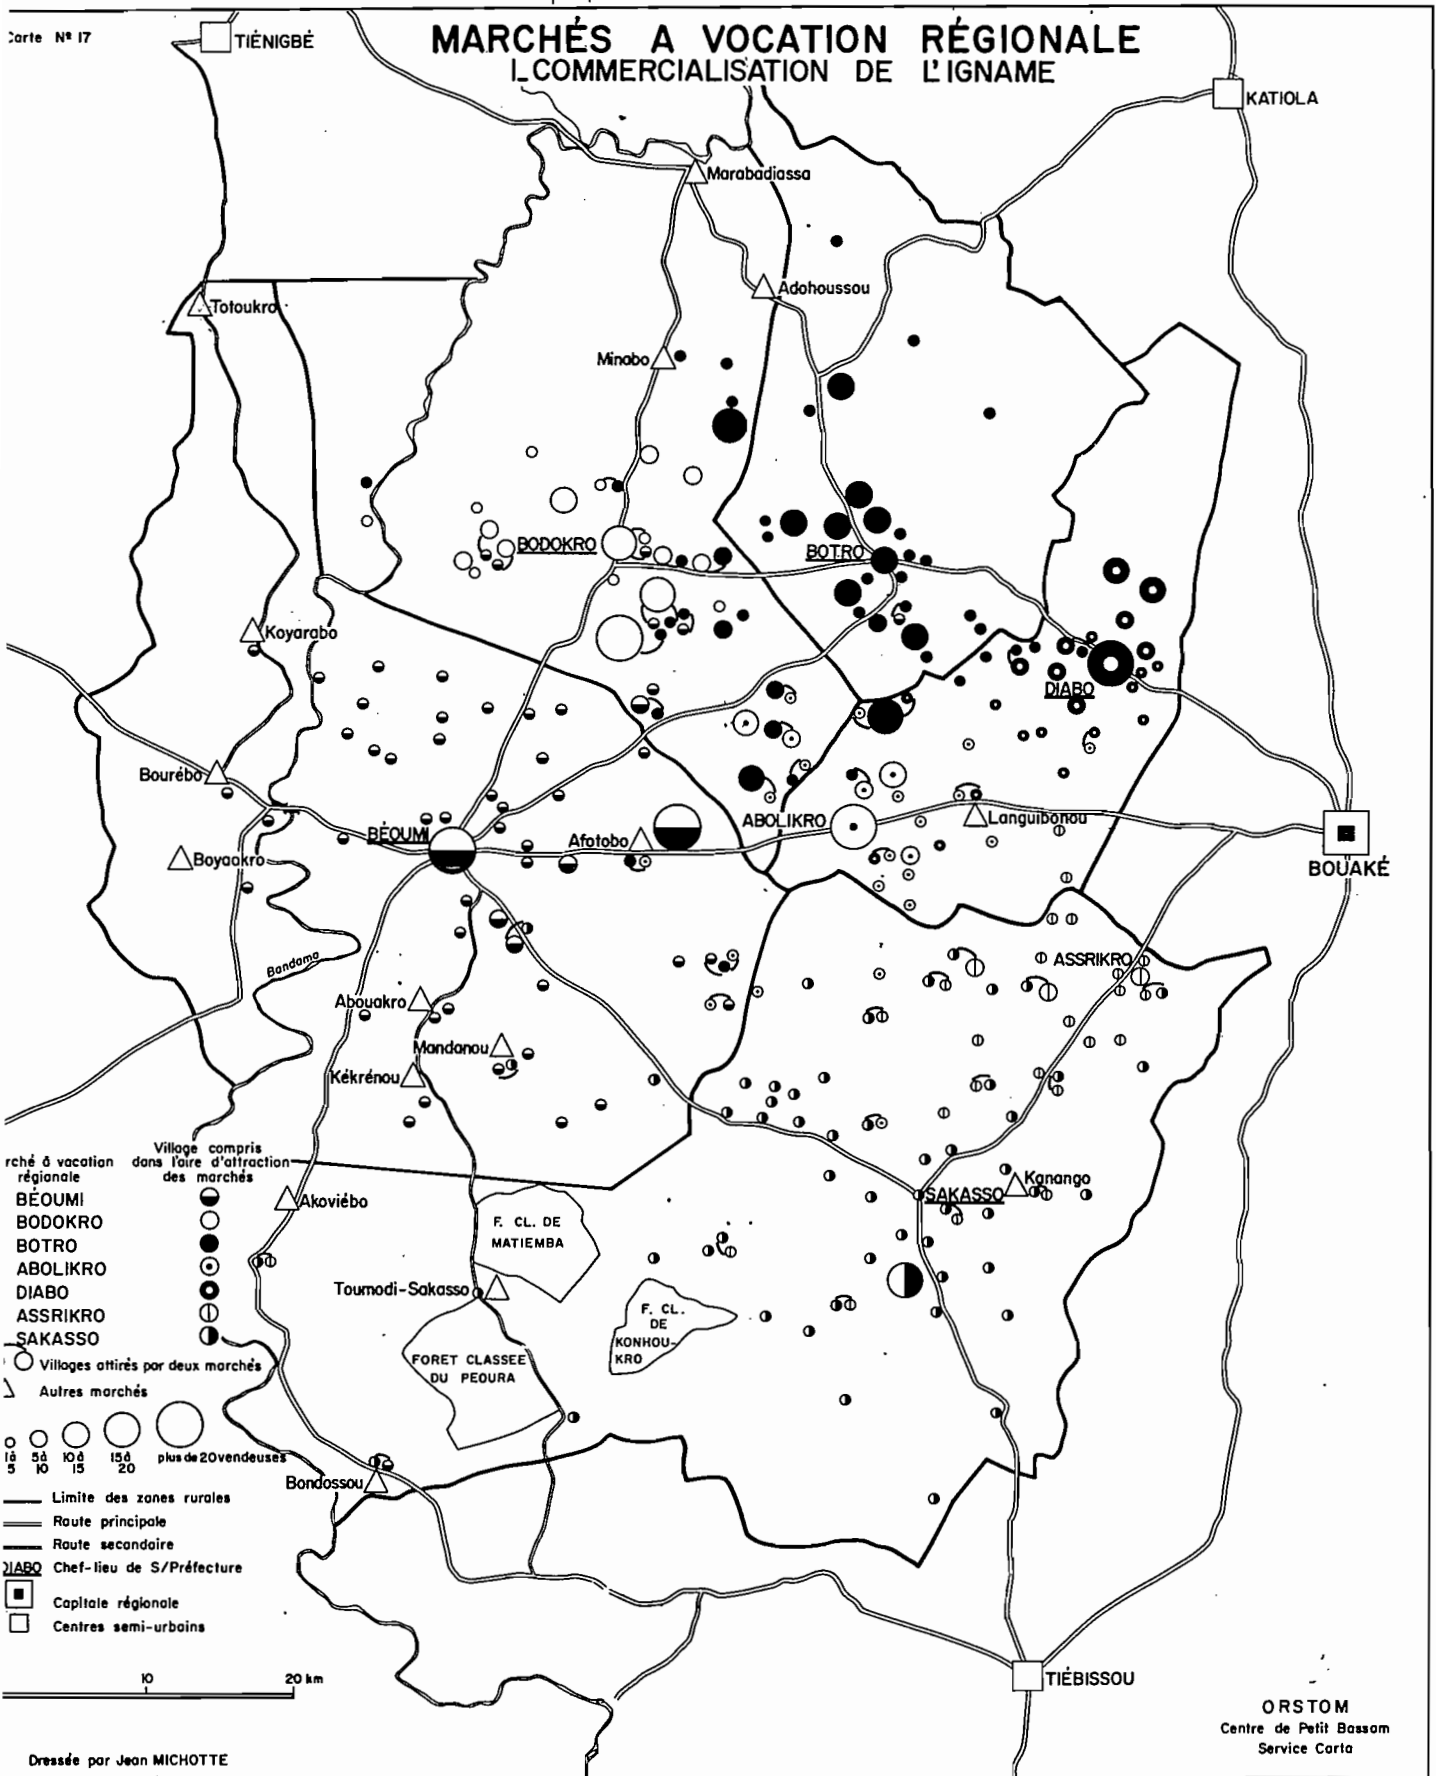 Carte Nº 17
MARCHÉS A VOCATION RÉGIONALE
I_COMMERCIALISATION DE L'IGNAME
TIÉNIGBÉ
KATIOLA
Marabadiassa
Adohoussou
Totoukro
Minabo
BODOKRO
BOTRO
Koyarabo
DIABO
Bourébo
BÉOUMI
Afotobo
ABOLIKRO
Languibonou
Boyaokro
BOUAKÉ
Bandama
ASSRIKRO
Abouakro
Mandanou
Kékrénou
rché à vacation
régionale
Village compris
dans l'aire d'attraction
des marchés
BÉOUMI
BODOKRO
BOTRO
ABOLIKRO
DIABO
ASSRIKRO
SAKASSO
Villages attirés par deux marchés
Autres marchés
1à
5
5à
10
10à
15
15à
20
plus de 20 vendeuses
Limite des zones rurales
Route principale
Route secondaire
DIABO Chef-lieu de S/Préfecture
Capitale régionale
Centres semi-urbains
10
20 km
Dressée par Jean MICHOTTE
Akoviébo
F. CL. DE
MATIEMBA
SAKASSO
Kanango
Toumodi-Sakasso
F. CL.
DE
KONHOU-
KRO
FORET CLASSEE
DU PEOURA
Bondossou
TIÉBISSOU
ORSTOM
Centre de Petit Bassam
Service Carto